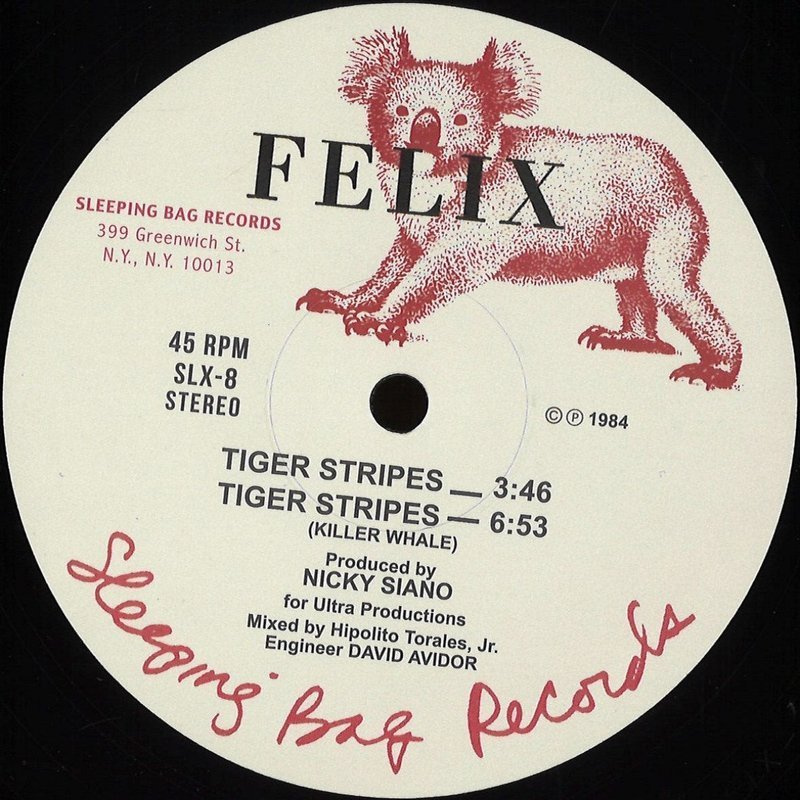 FELIX
SLEEPING BAG RECORDS
399 Greenwich St.
N.Y., N.Y. 10013
45 RPM
SLX-8
STEREO
© ℗ 1984
TIGER STRIPES — 3:46
TIGER STRIPES — 6:53
(KILLER WHALE)
Produced by
NICKY SIANO
for Ultra Productions
Mixed by Hipolito Torales, Jr.
Engineer DAVID AVIDOR
Sleeping Bag Records